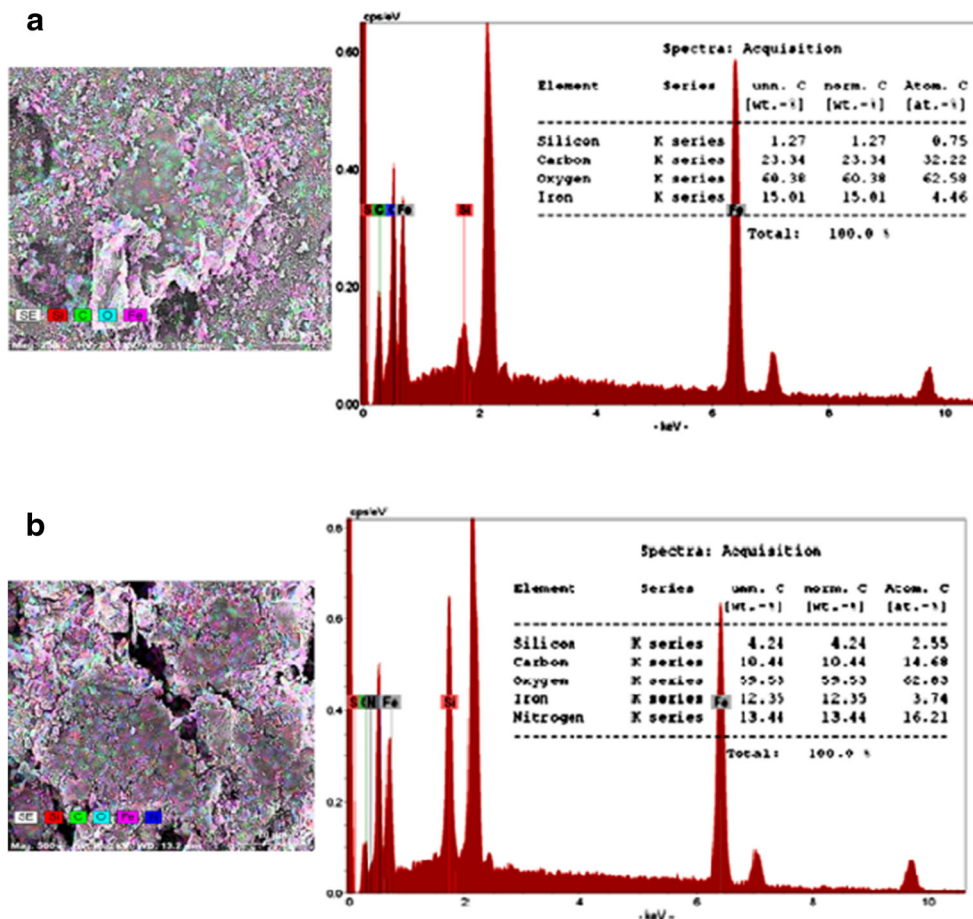 a
cps/eV
0.60
0.40
0.20
0.00
Spectra: Acquisition
Element Series unn. C norm. C Atom. C
[wt.-%] [wt.-%] [at.-%]
Silicon K series 1.27 1.27 0.75
Carbon K series 23.34 23.34 32.22
Oxygen K series 60.38 60.38 62.58
Iron K series 15.01 15.01 4.46
Total: 100.0 %
C Fe Si Fe
0 2 4 6 8 10
- keV -
SE Si C O Fe
b
cps/eV
0.8
0.6
0.4
0.2
0.0
Spectra: Acquisition
Element Series unn. C norm. C Atom. C
[wt.-%] [wt.-%] [at.-%]
Silicon K series 4.24 4.24 2.55
Carbon K series 10.44 10.44 14.68
Oxygen K series 59.53 59.53 62.83
Iron K series 12.35 12.35 3.74
Nitrogen K series 13.44 13.44 16.21
Total: 100.0 %
N Fe Si Fe
0 2 4 6 8 10
- keV -
SE Si C O Fe N